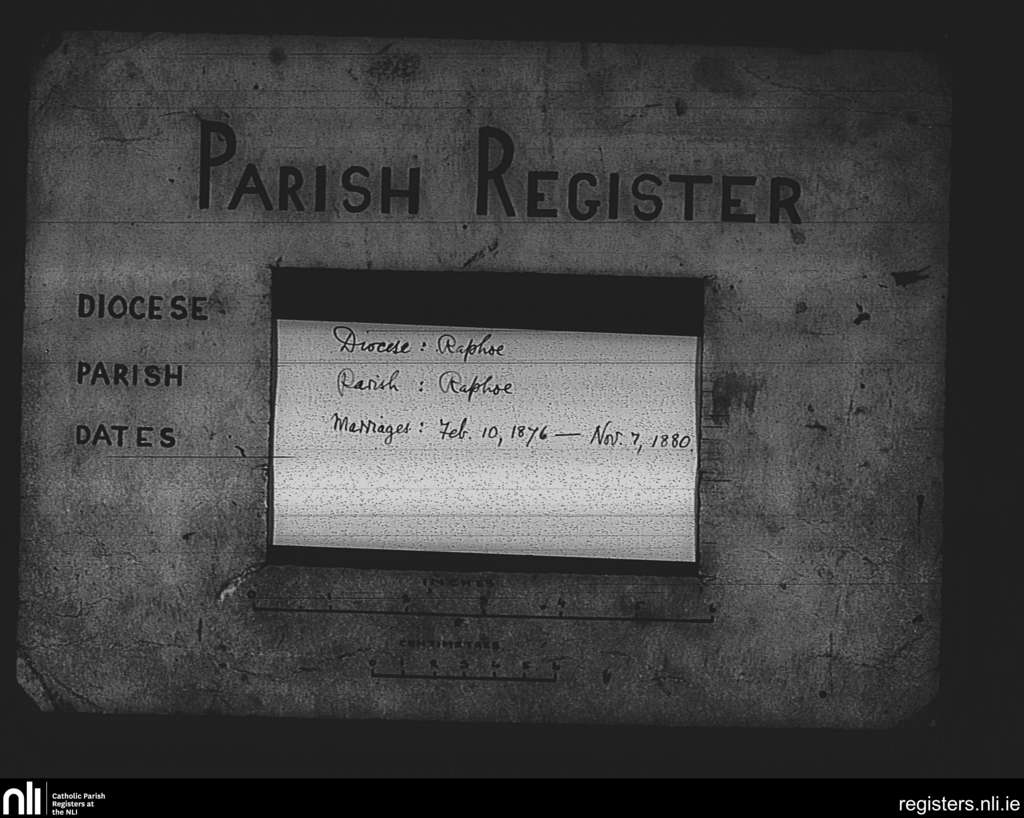 PARISH REGISTER
DIOCESE
PARISH
DATES
Diocese : Raphoe
Parish : Raphoe
Marriages : Feb. 10, 1876 — Nov. 7, 1880.
INCHES
CENTIMETRES
nli
Catholic Parish
Registers at
the NLI
registers.nli.ie